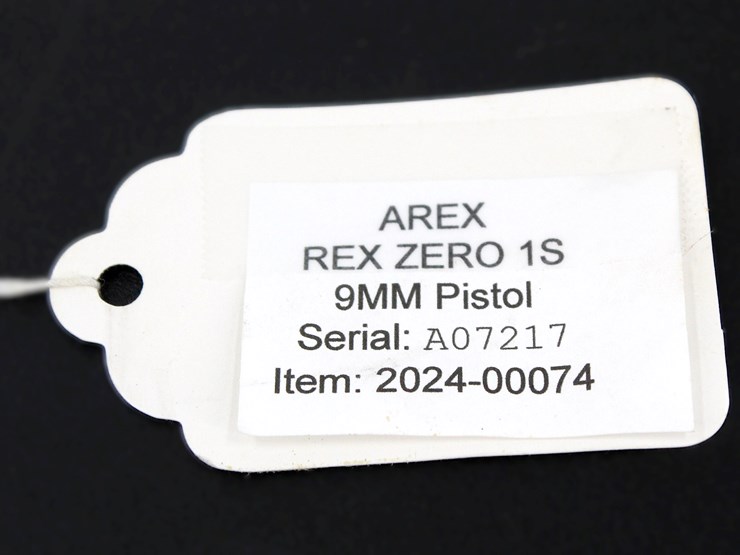 AREX
REX ZERO 1S
9MM Pistol
Serial: A07217
Item: 2024-00074